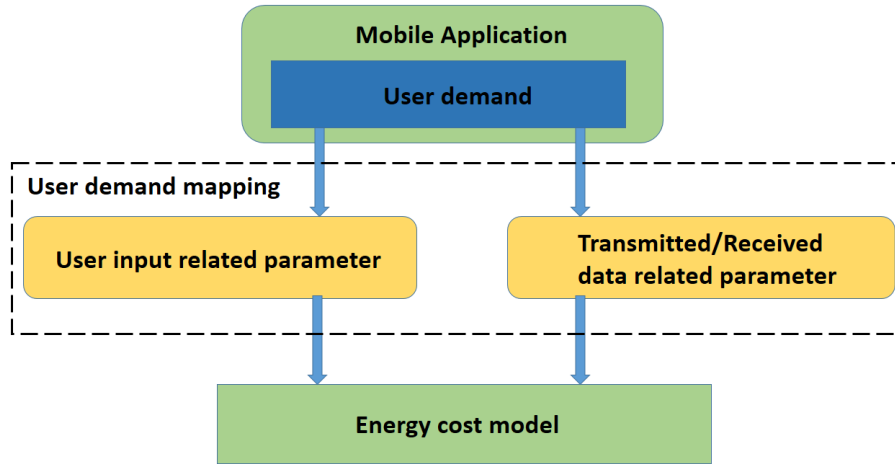 Mobile Application
User demand
User demand mapping
User input related parameter
Transmitted/Received
data related parameter
Energy cost model